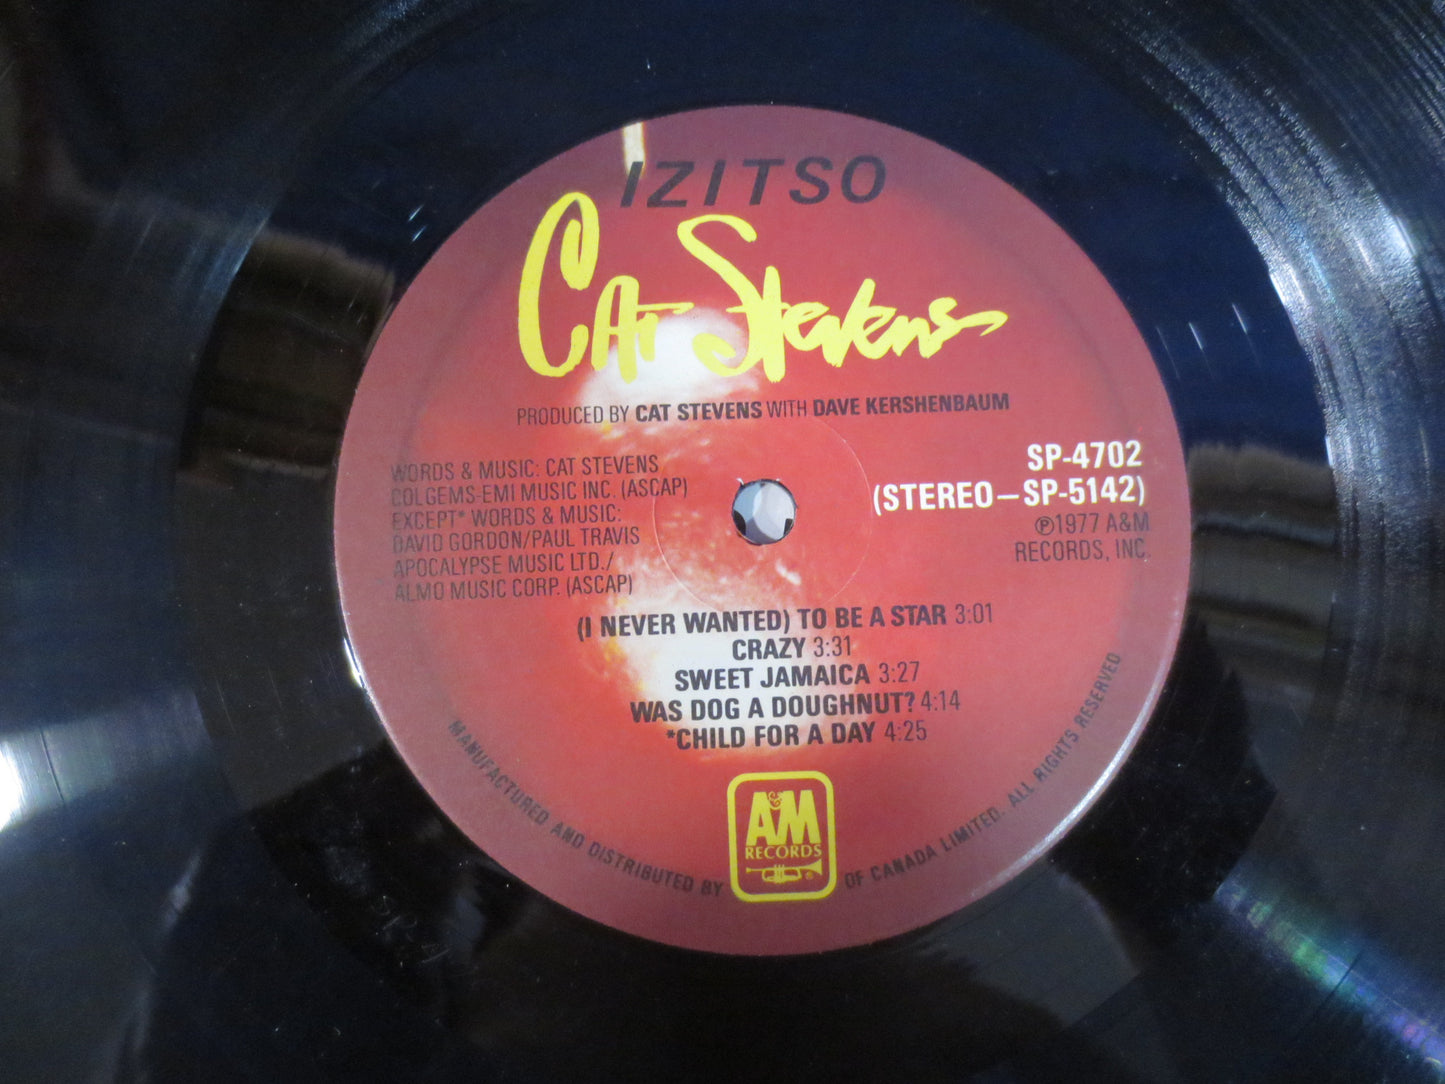 IZITSO
Cat Stevens
PRODUCED BY CAT STEVENS WITH DAVE KERSHENBAUM
WORDS & MUSIC: CAT STEVENS
COLGEMS-EMI MUSIC INC. (ASCAP)
EXCEPT* WORDS & MUSIC:
DAVID GORDON/PAUL TRAVIS
APOCALYPSE MUSIC LTD./
ALMO MUSIC CORP. (ASCAP)
SP-4702
(STEREO—SP-5142)
℗1977 A&M
RECORDS, INC.
(I NEVER WANTED) TO BE A STAR 3:01
CRAZY 3:31
SWEET JAMAICA 3:27
WAS DOG A DOUGHNUT? 4:14
*CHILD FOR A DAY 4:25
A&M
RECORDS
MANUFACTURED AND DISTRIBUTED BY OF CANADA LIMITED. ALL RIGHTS RESERVED